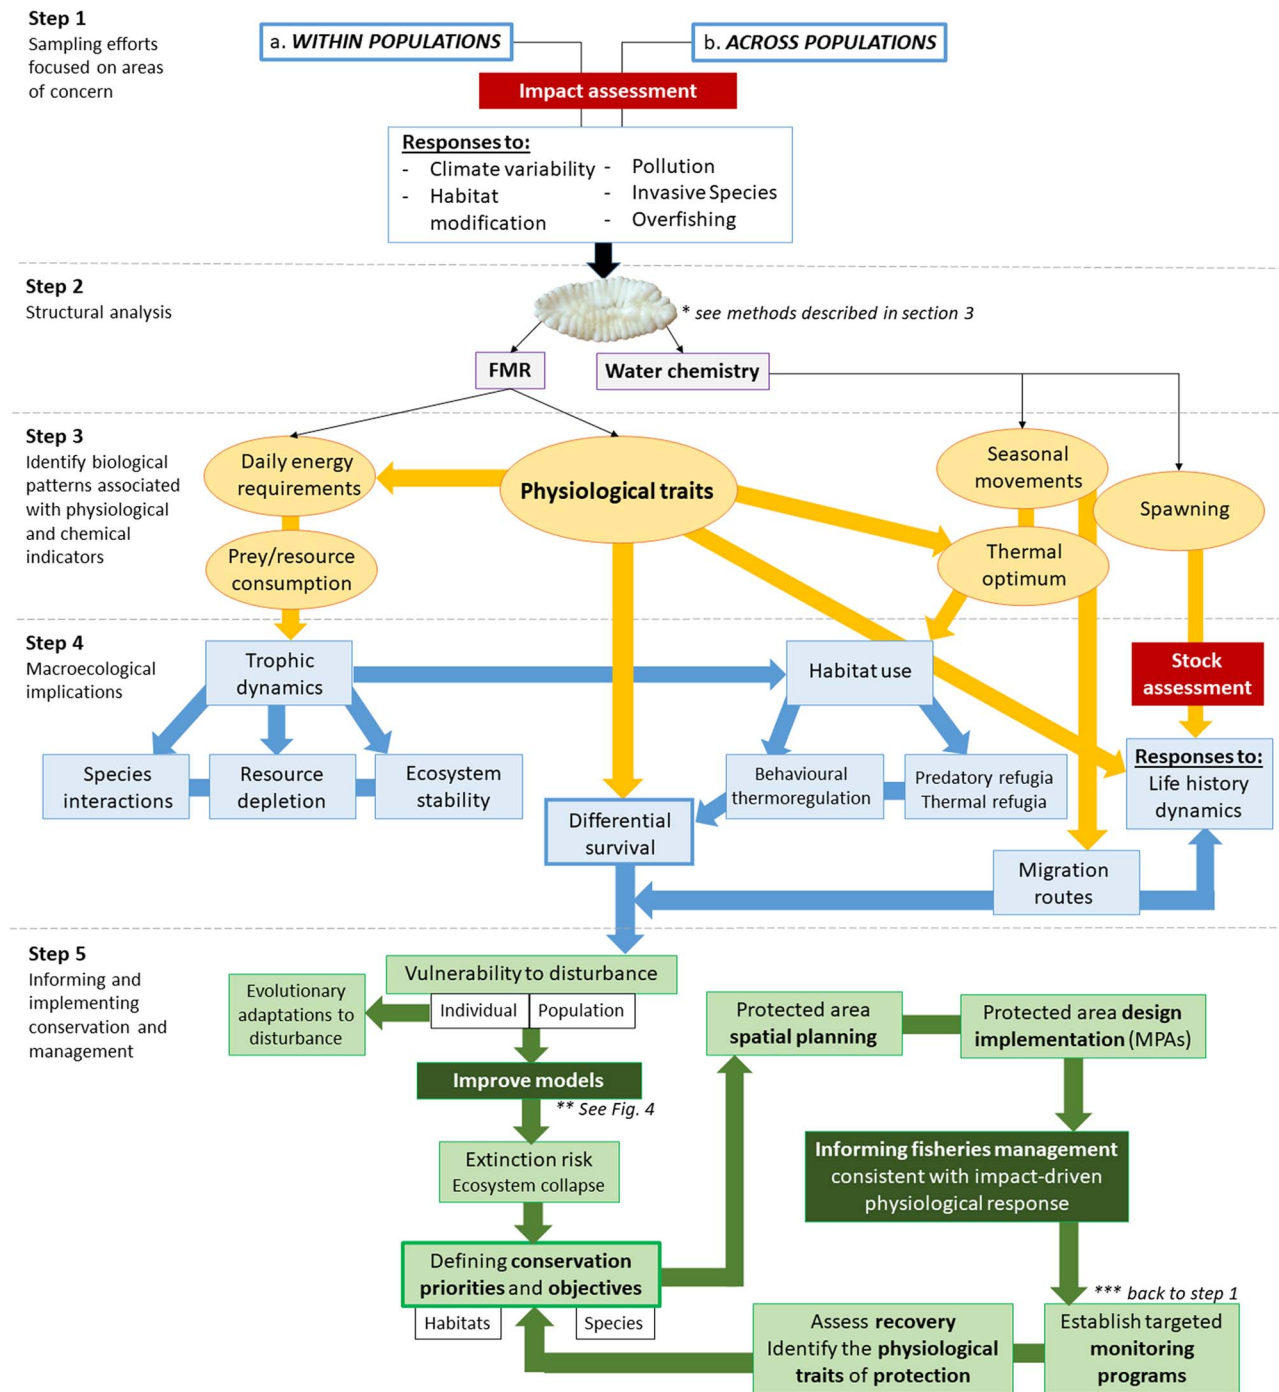 Step 1
Sampling efforts
focused on areas
of concern
a. WITHIN POPULATIONS
b. ACROSS POPULATIONS
Impact assessment
Responses to:
- Climate variability
- Habitat
modification
- Pollution
- Invasive Species
- Overfishing
Step 2
Structural analysis
* see methods described in section 3
FMR
Water chemistry
Step 3
Identify biological
patterns associated
with physiological
and chemical
indicators
Daily energy
requirements
Physiological traits
Seasonal
movements
Spawning
Prey/resource
consumption
Thermal
optimum
Step 4
Macroecological
implications
Trophic
dynamics
Habitat use
Stock
assessment
Species
interactions
Resource
depletion
Ecosystem
stability
Behavioural
thermoregulation
Predatory refugia
Thermal refugia
Responses to:
Life history
dynamics
Differential
survival
Migration
routes
Step 5
Informing and
implementing
conservation and
management
Evolutionary
adaptations to
disturbance
Vulnerability to disturbance
Individual
Population
Improve models
** See Fig. 4
Extinction risk
Ecosystem collapse
Defining conservation
priorities and objectives
Habitats
Species
Protected area
spatial planning
Protected area design
implementation (MPAs)
Informing fisheries management
consistent with impact-driven
physiological response
*** back to step 1
Establish targeted
monitoring
programs
Assess recovery
Identify the physiological
traits of protection